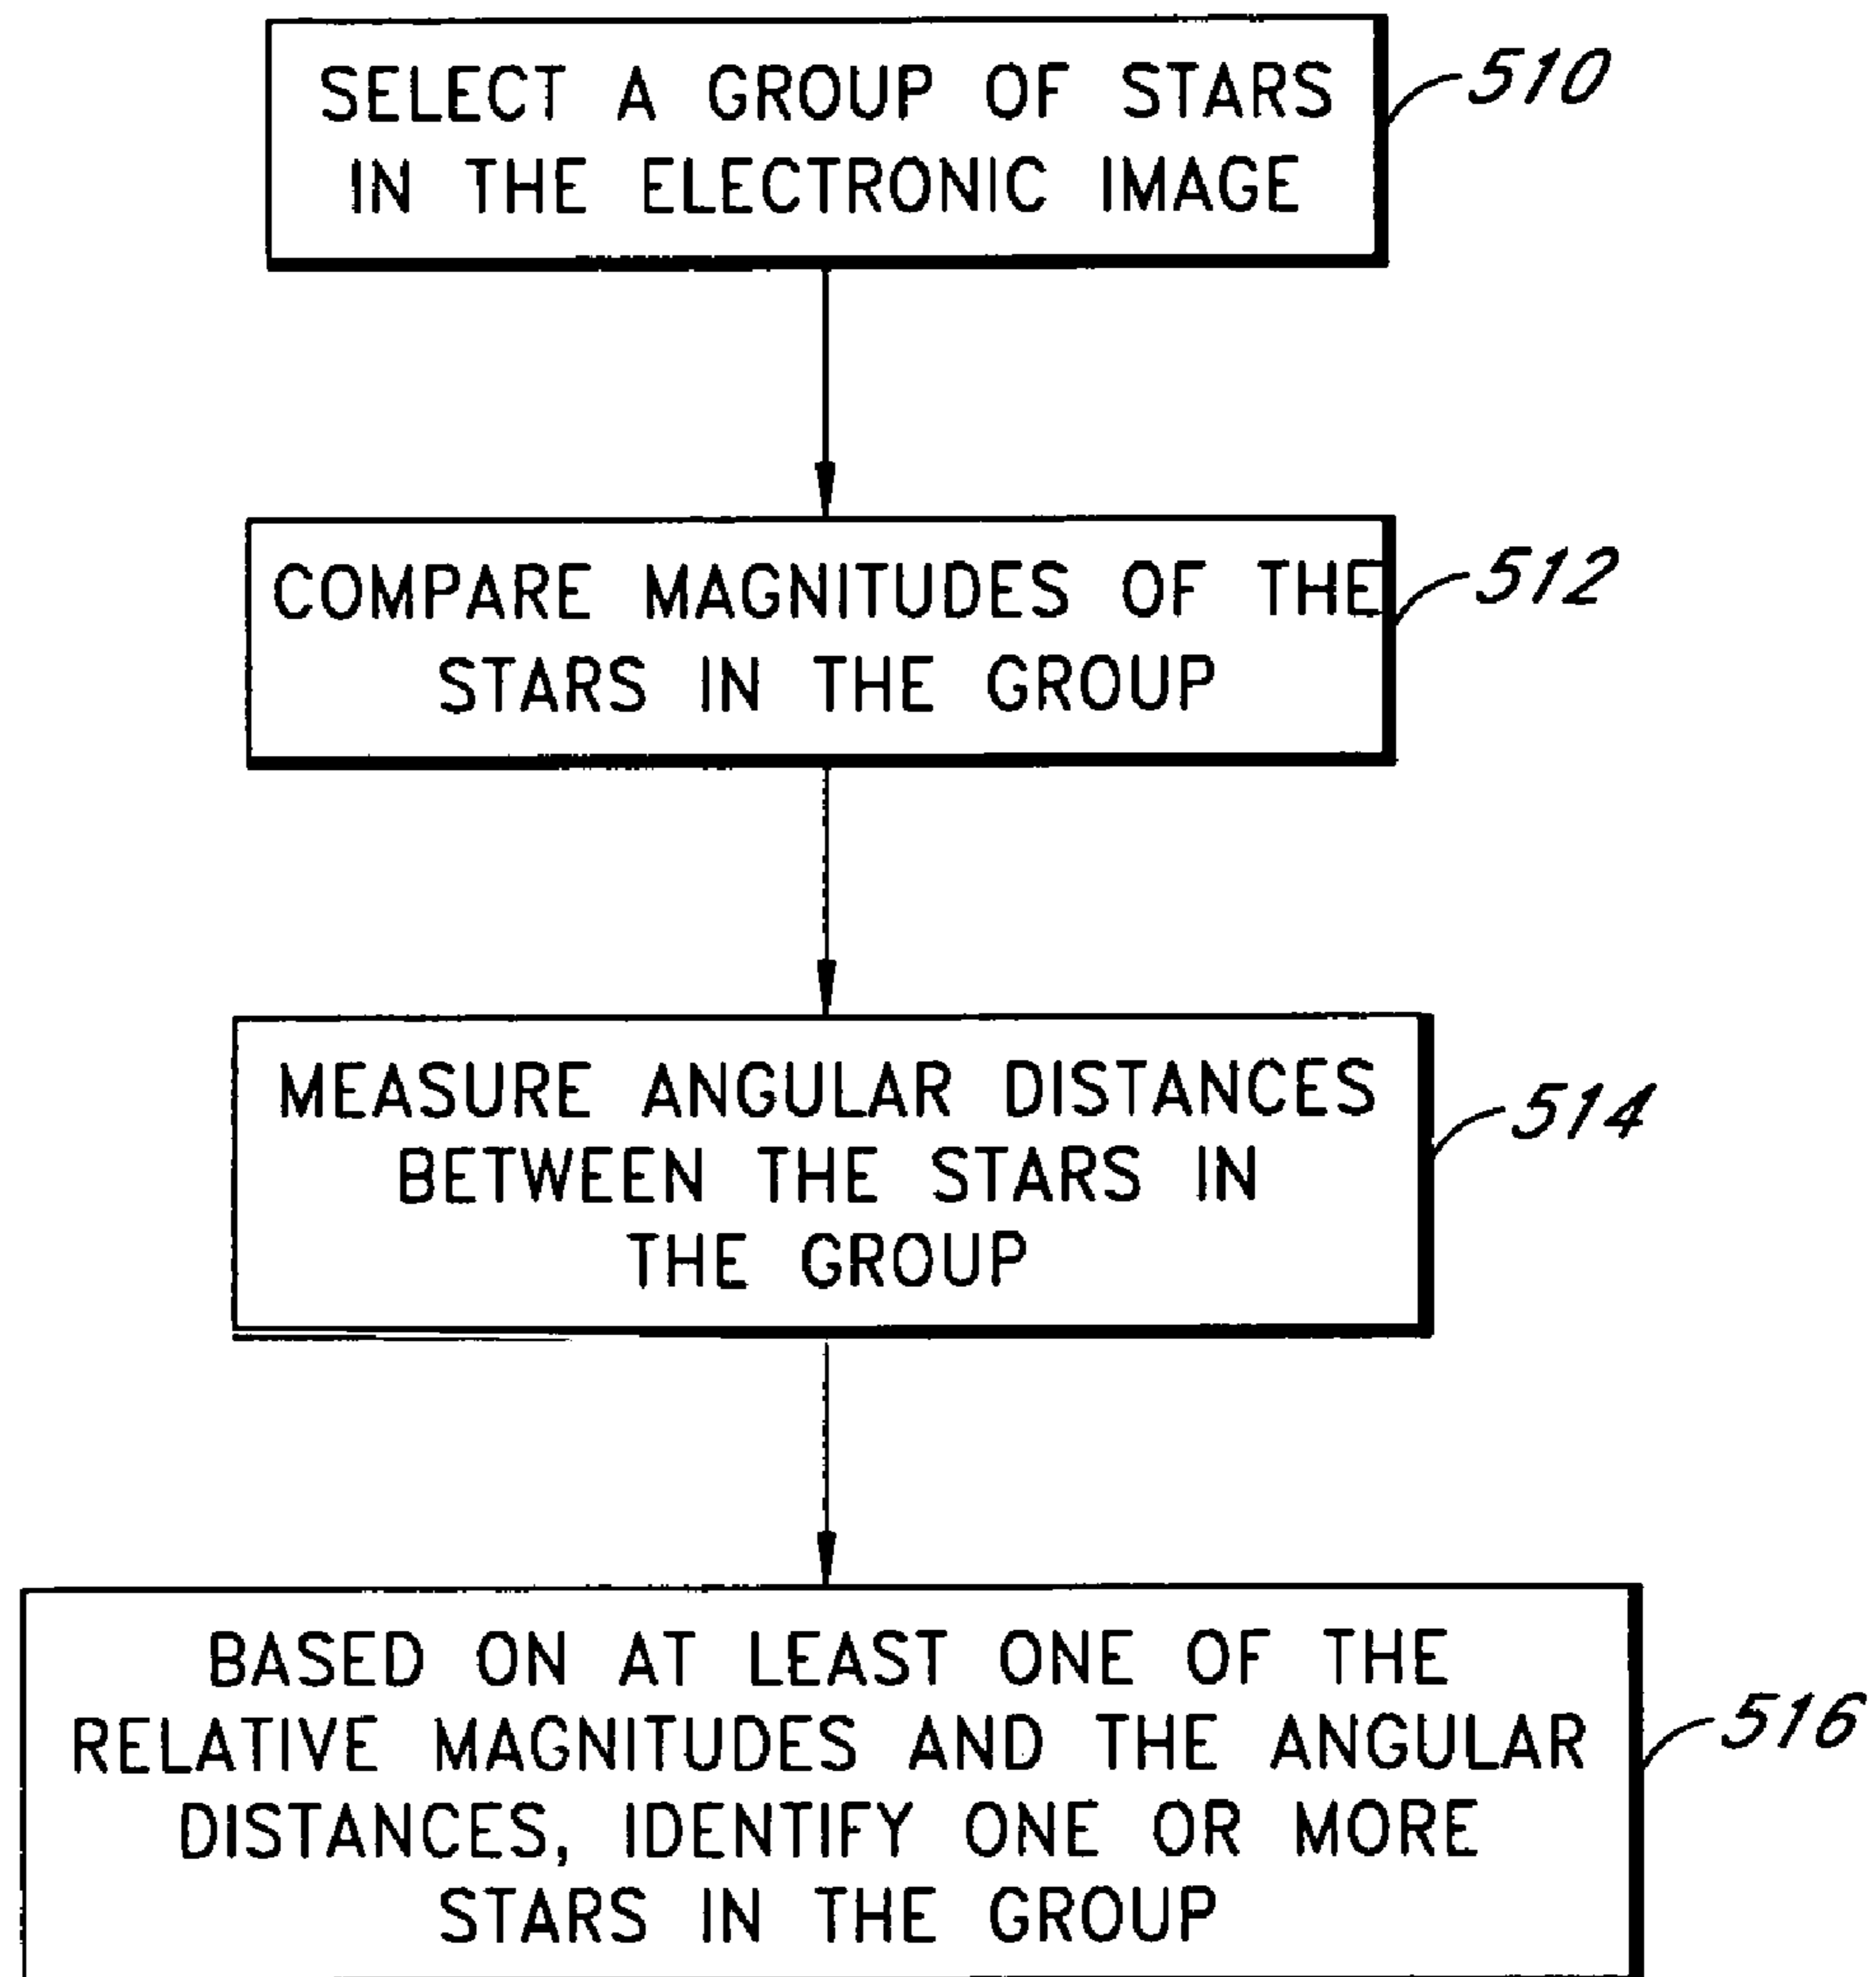 SELECT A GROUP OF STARS
IN THE ELECTRONIC IMAGE
510
COMPARE MAGNITUDES OF THE
STARS IN THE GROUP
512
MEASURE ANGULAR DISTANCES
BETWEEN THE STARS IN
THE GROUP
514
BASED ON AT LEAST ONE OF THE
RELATIVE MAGNITUDES AND THE ANGULAR
DISTANCES, IDENTIFY ONE OR MORE
STARS IN THE GROUP
516